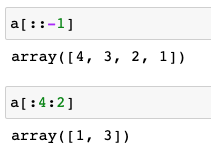 a[::-1]
array([4, 3, 2, 1])
a[:4:2]
array([1, 3])